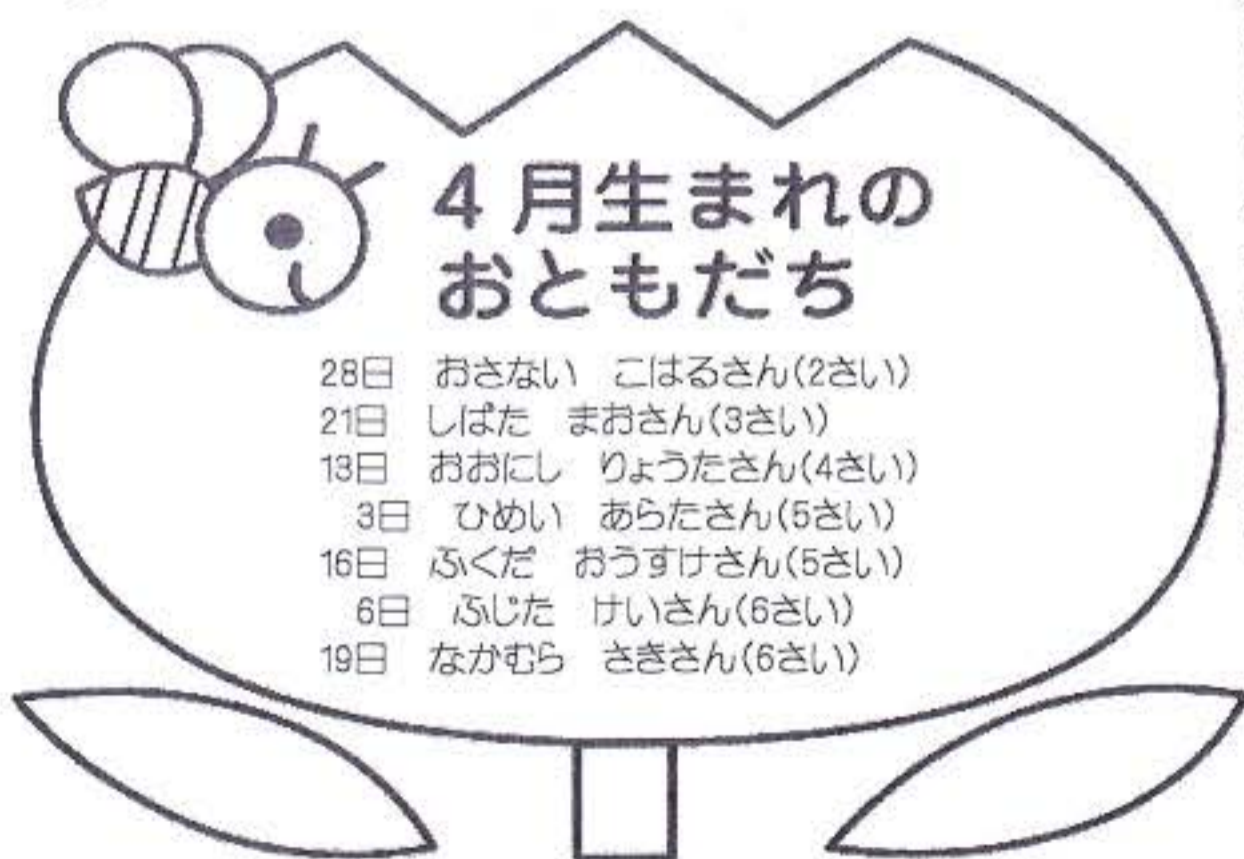 4月生まれの
おともだち
28日　おさない　こはるさん(2さい)
21日　しばた　まおさん(3さい)
13日　おおにし　りょうたさん(4さい)
3日　ひめい　あらたさん(5さい)
16日　ふくだ　おうすけさん(5さい)
6日　ふじた　けいさん(6さい)
19日　なかむら　さきさん(6さい)